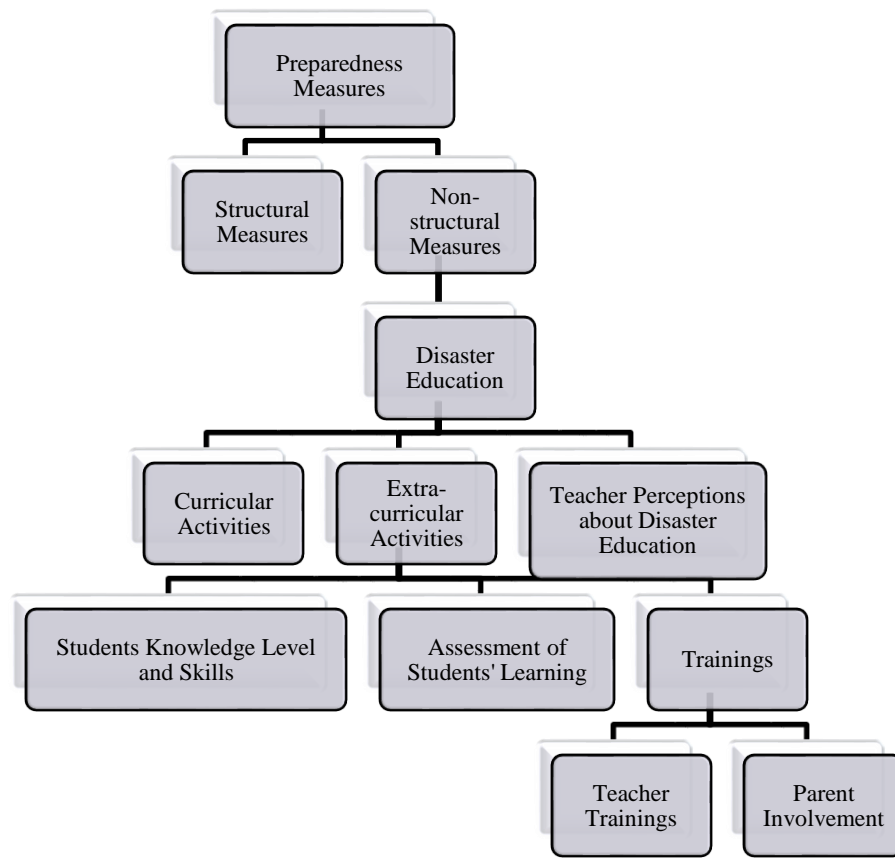 Preparedness
Measures
Structural
Measures
Non-
structural
Measures
Disaster
Education
Curricular
Activities
Extra-
curricular
Activities
Teacher Perceptions
about Disaster
Education
Students Knowledge Level
and Skills
Assessment of
Students' Learning
Trainings
Teacher
Trainings
Parent
Involvement